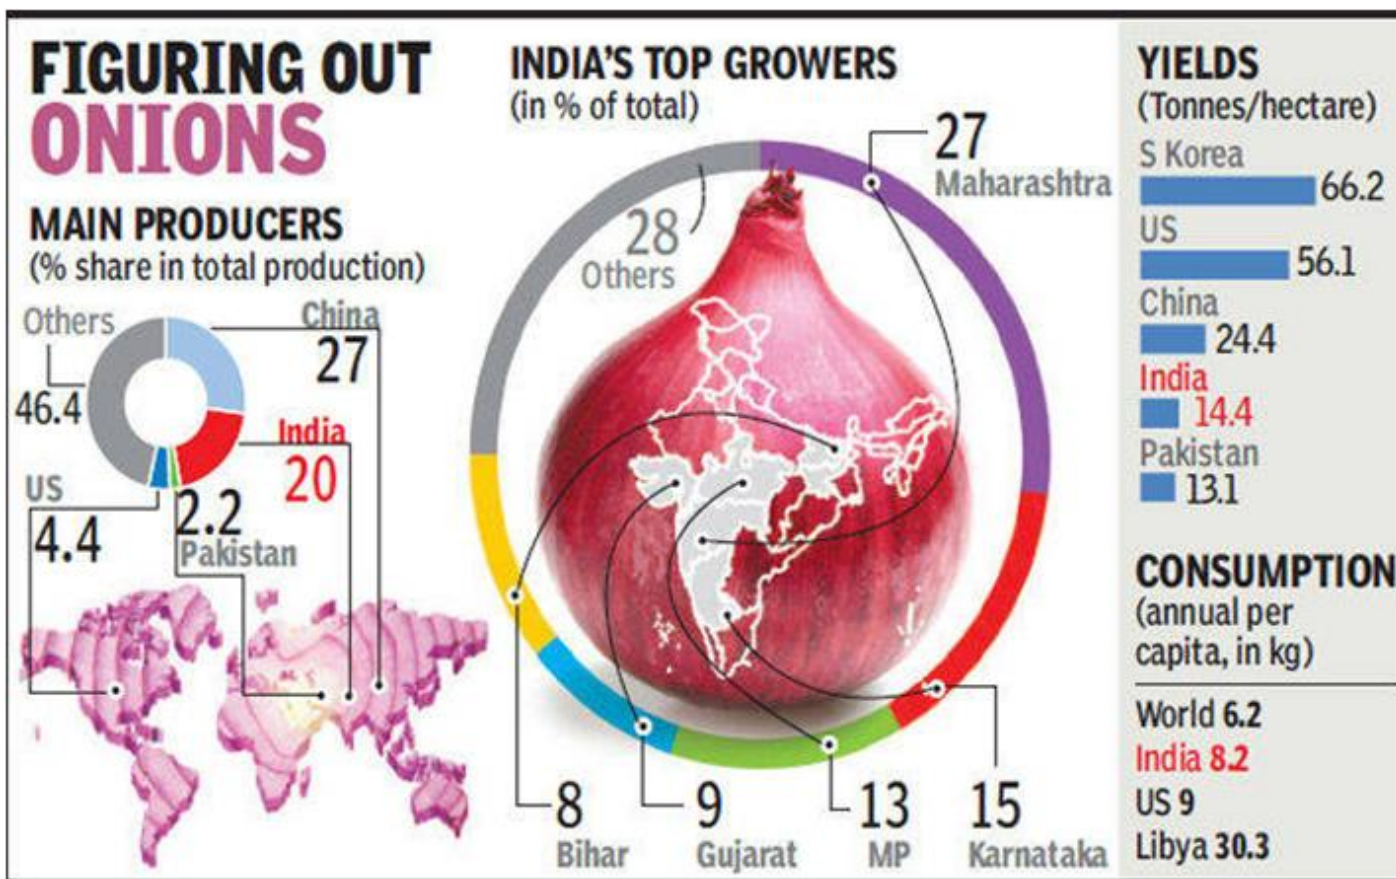 FIGURING OUT
ONIONS
MAIN PRODUCERS
(% share in total production)
Others
46.4
China
27
India
20
US
4.4
2.2
Pakistan
INDIA'S TOP GROWERS
(in % of total)
27
Maharashtra
28
Others
8
Bihar
9
Gujarat
13
MP
15
Karnataka
YIELDS
(Tonnes/hectare)
S Korea
66.2
US
56.1
China
24.4
India
14.4
Pakistan
13.1
CONSUMPTION
(annual per
capita, in kg)
World 6.2
India 8.2
US 9
Libya 30.3